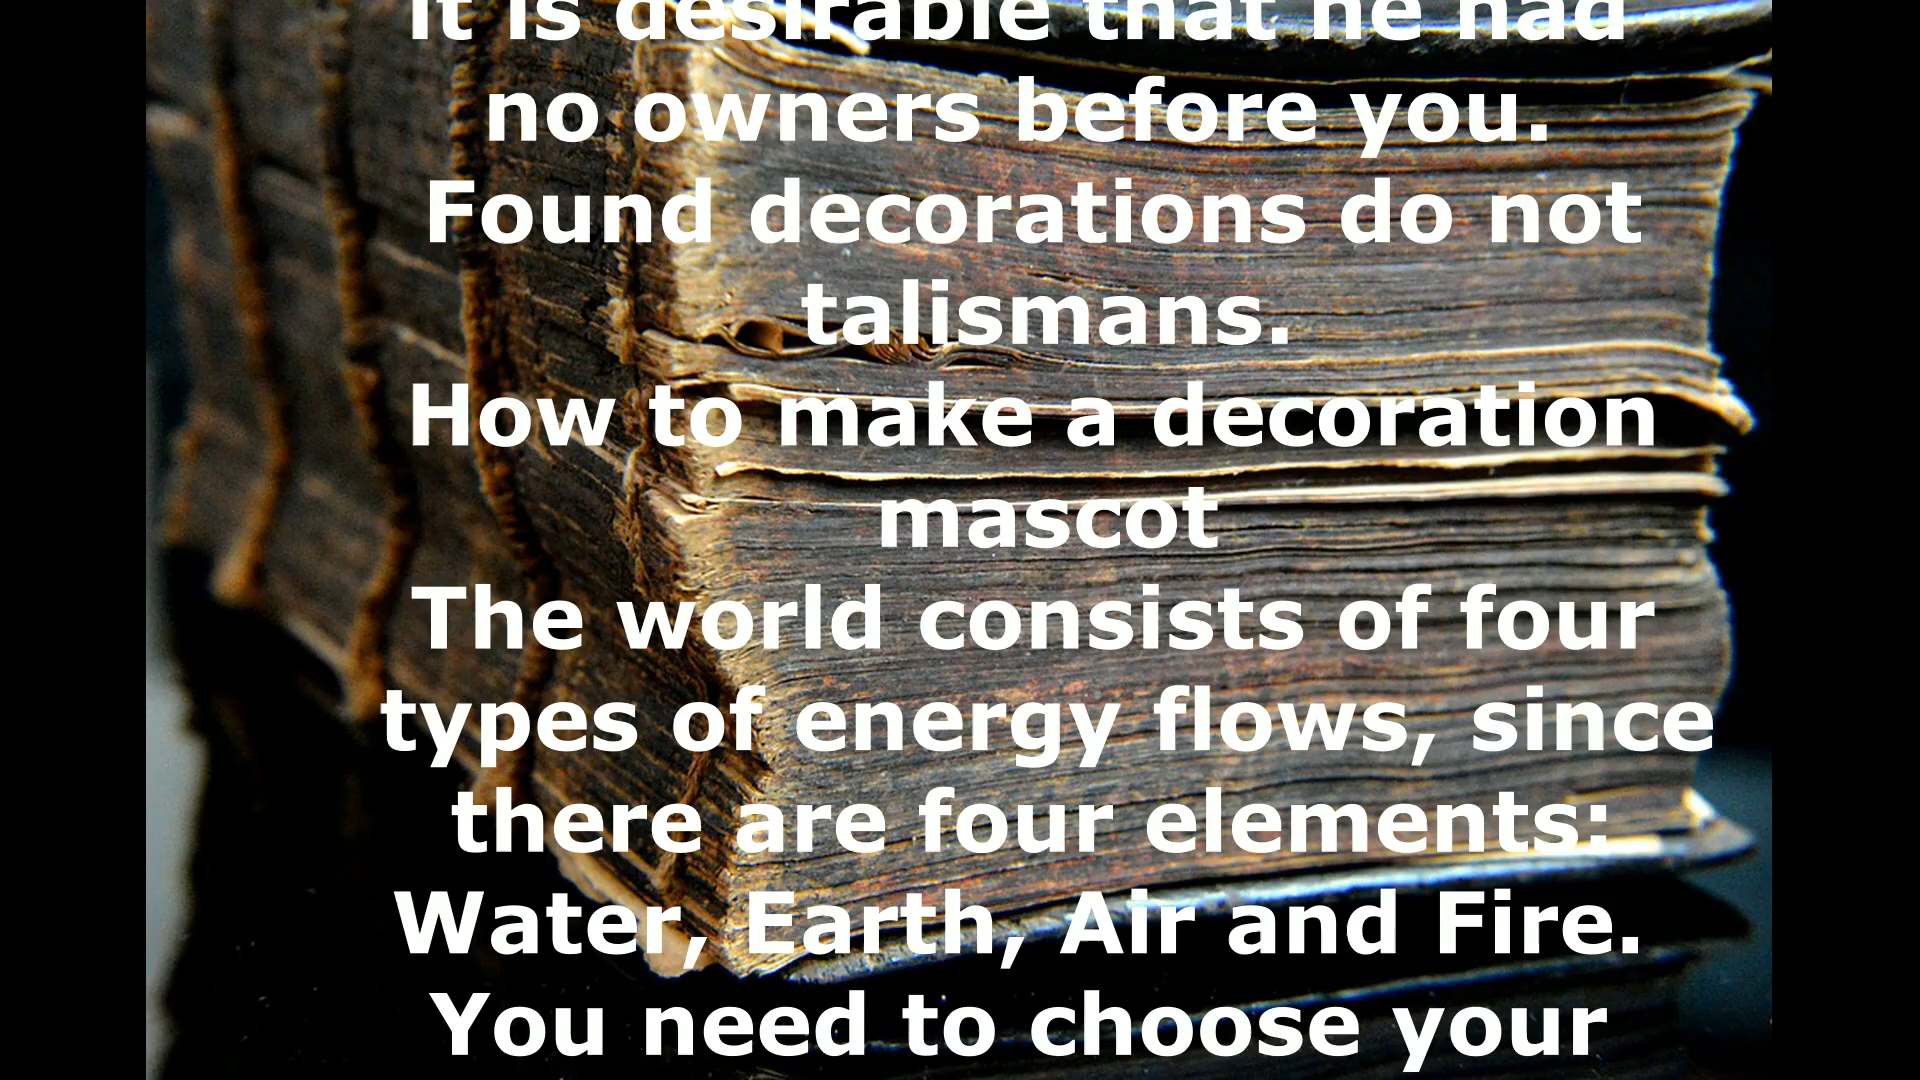 it is desirable that he had
no owners before you.
Found decorations do not
talismans.
How to make a decoration
mascot
The world consists of four
types of energy flows, since
there are four elements:
Water, Earth, Air and Fire.
You need to choose your